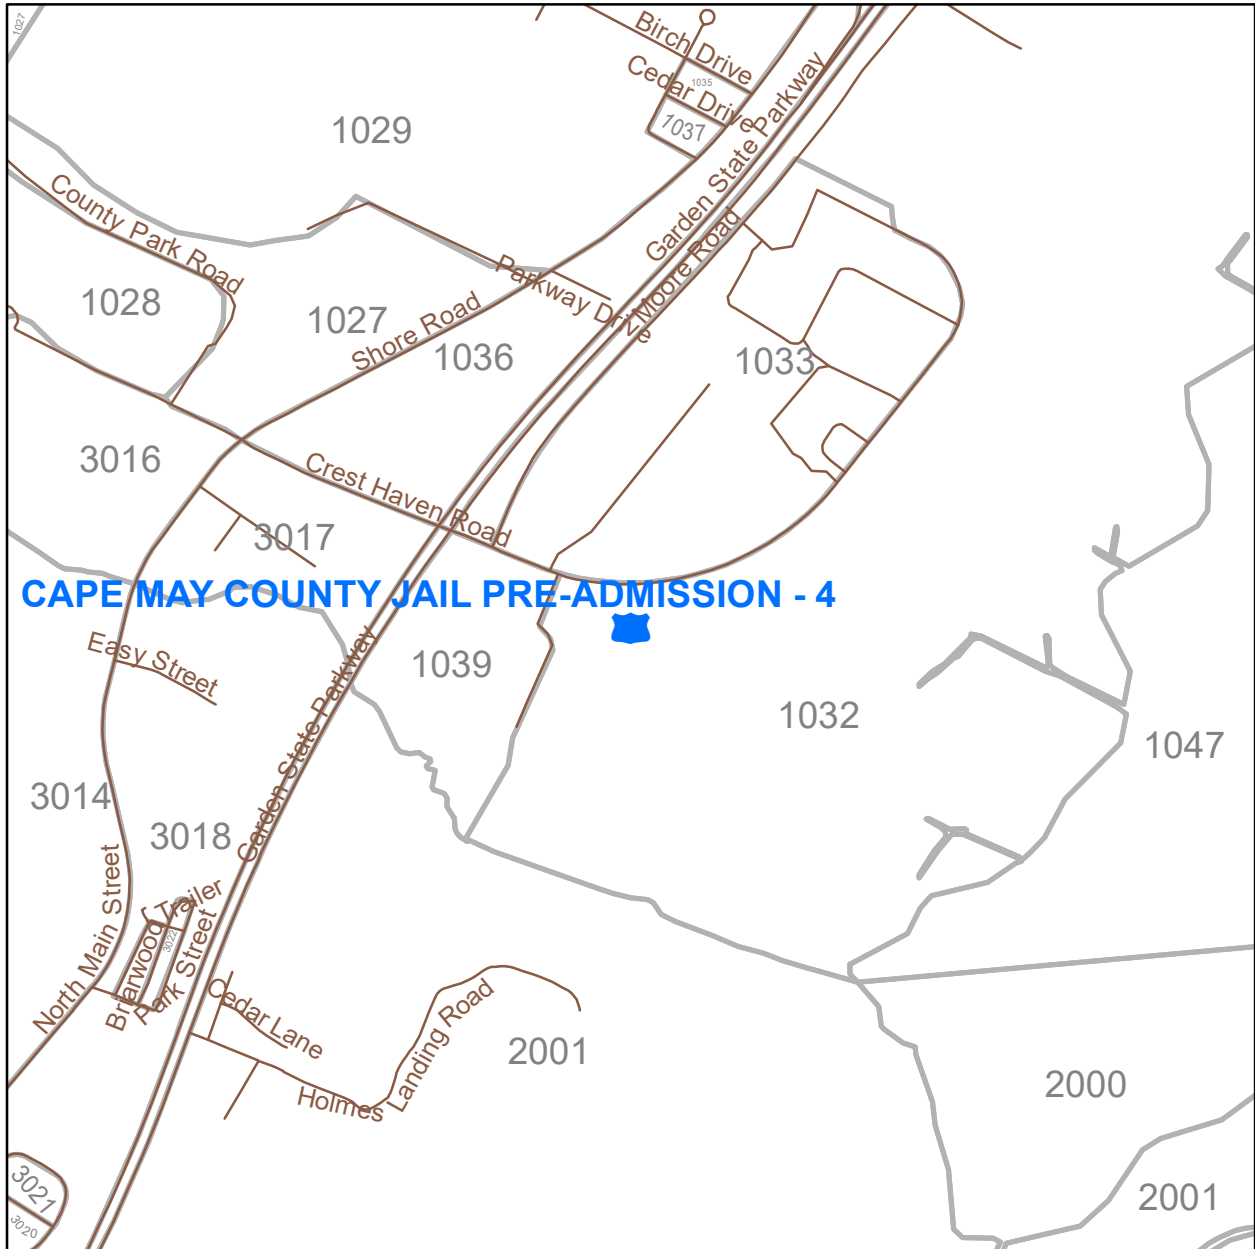 1027
Birch Drive
Cedar Drive
1035
1037
1029
Garden State Parkway
County Park Road
Moore Road
Parkway Drive
1028
1027
Shore Road
1036
1033
3016
Crest Haven Road
3017
CAPE MAY COUNTY JAIL PRE-ADMISSION - 4
Easy Street
1039
1032
1047
Garden State Parkway
3014
3018
North Main Street
Briarwood Trailer
Park Street
3022
Cedar Lane
Holmes Landing Road
2001
2000
3021
3020
2001